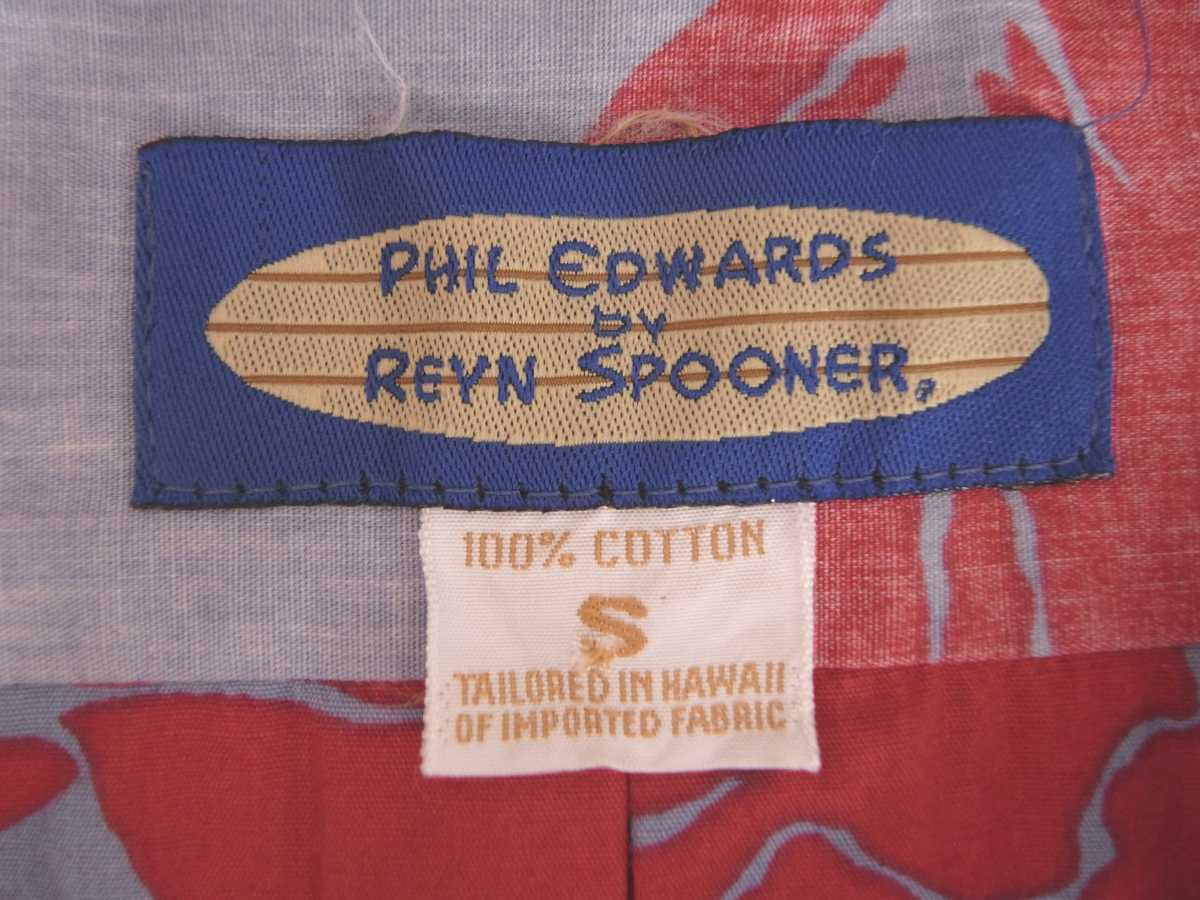 PHIL EDWARDS
by
REYN SPOONER
100% COTTON
S
TAILORED IN HAWAII
OF IMPORTED FABRIC